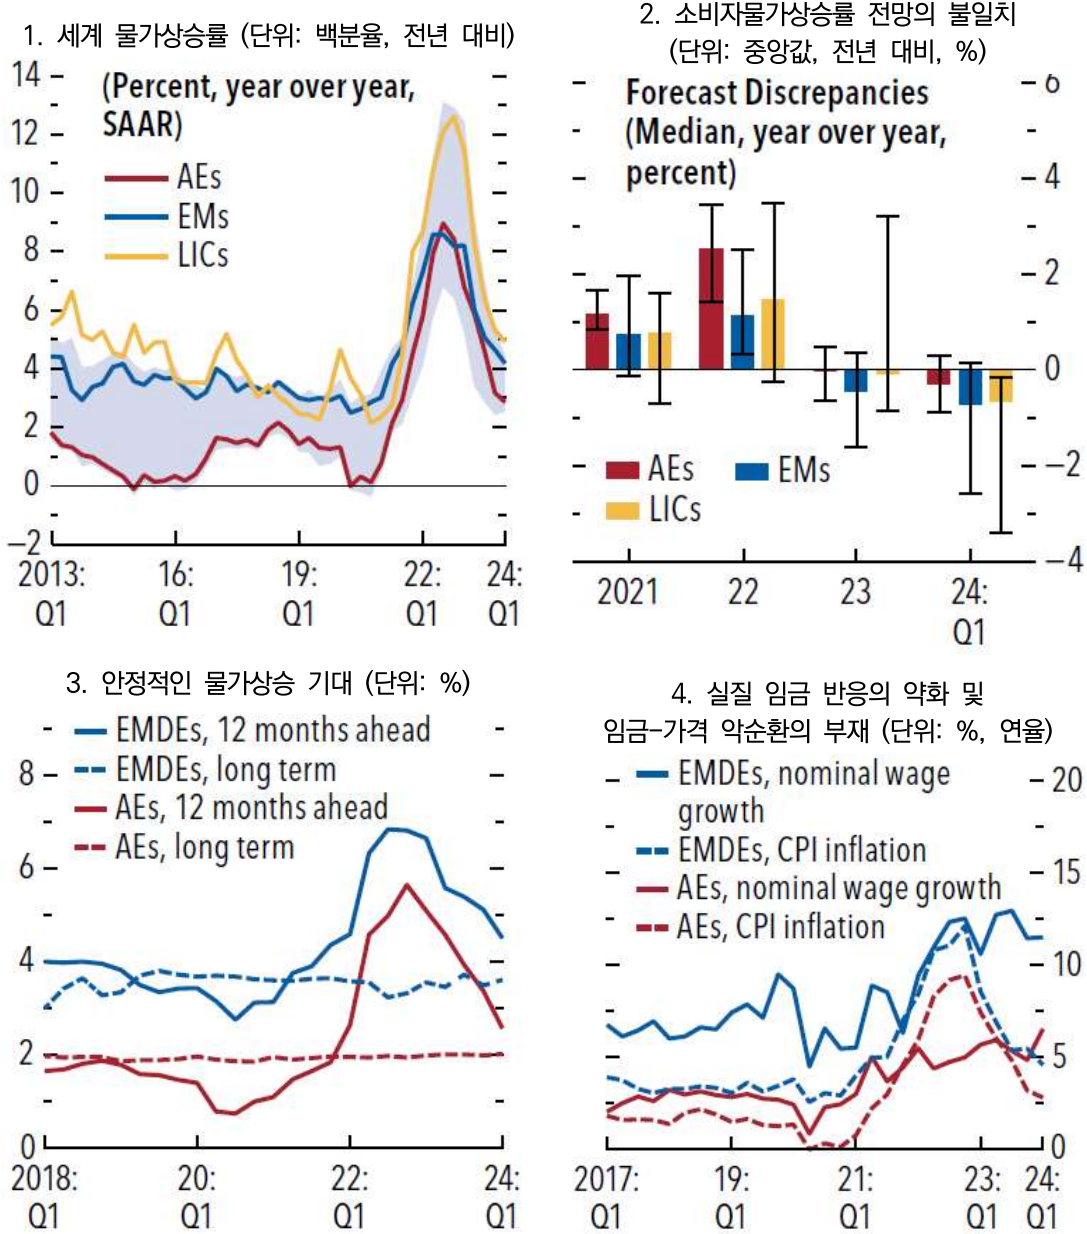 1. 세계 물가상승률 (단위: 백분율, 전년 대비)
(Percent, year over year,
SAAR)
AEs
EMs
LICs
14
12
10
8
6
4
2
0
–2
2013: 16: 19: 22: 24:
Q1 Q1 Q1 Q1 Q1
2. 소비자물가상승률 전망의 불일치
(단위: 중앙값, 전년 대비, %)
Forecast Discrepancies
(Median, year over year,
percent)
6
4
2
0
–2
–4
AEs EMs
LICs
2021 22 23 24:
Q1
3. 안정적인 물가상승 기대 (단위: %)
EMDEs, 12 months ahead
EMDEs, long term
AEs, 12 months ahead
AEs, long term
8
6
4
2
0
2018: 20: 22: 24:
Q1 Q1 Q1 Q1
4. 실질 임금 반응의 약화 및
임금-가격 악순환의 부재 (단위: %, 연율)
EMDEs, nominal wage
growth
EMDEs, CPI inflation
AEs, nominal wage growth
AEs, CPI inflation
20
15
10
5
0
2017: 19: 21: 23: 24:
Q1 Q1 Q1 Q1 Q1